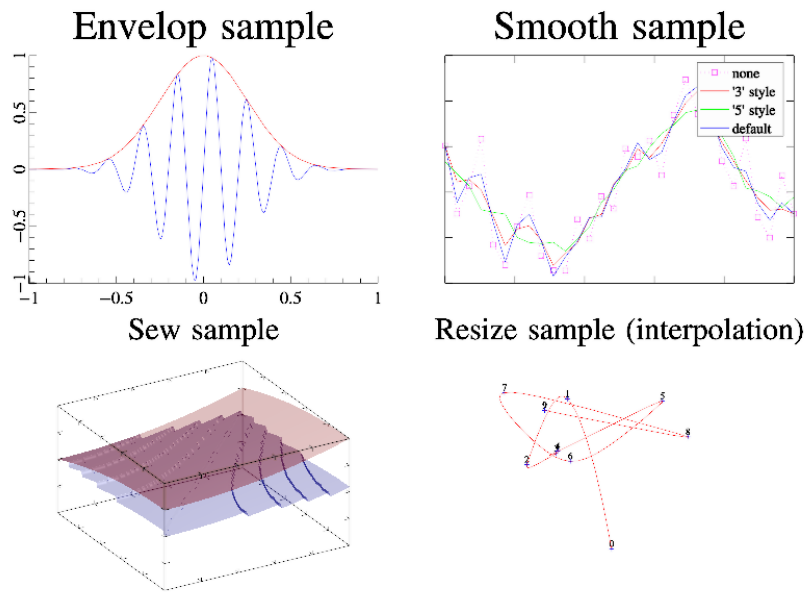 Envelop sample
Smooth sample
1
0.5
0
−0.5
−1
−1 −0.5 0 0.5 1
none
'3' style
'5' style
default
Sew sample
Resize sample (interpolation)
7
1
5
9
8
2
6
0